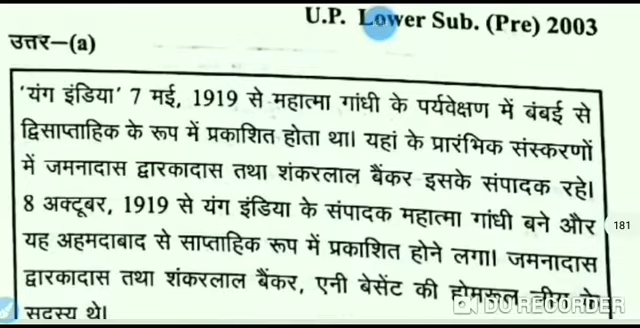 U.P. Lower Sub. (Pre) 2003
उत्तर–(a)
'यंग इंडिया' 7 मई, 1919 से महात्मा गांधी के पर्यवेक्षण में बंबई से
द्विसाप्ताहिक के रूप में प्रकाशित होता था। यहां के प्रारंभिक संस्करणों
में जमनादास द्वारकादास तथा शंकरलाल बैंकर इसके संपादक रहे।
8 अक्टूबर, 1919 से यंग इंडिया के संपादक महात्मा गांधी बने और
181
यह अहमदाबाद से साप्ताहिक रूप में प्रकाशित होने लगा। जमनादास
द्वारकादास तथा शंकरलाल बैंकर, एनी बेसेंट की होमरूल लीग के
DU RECORDER
सदस्य थे।